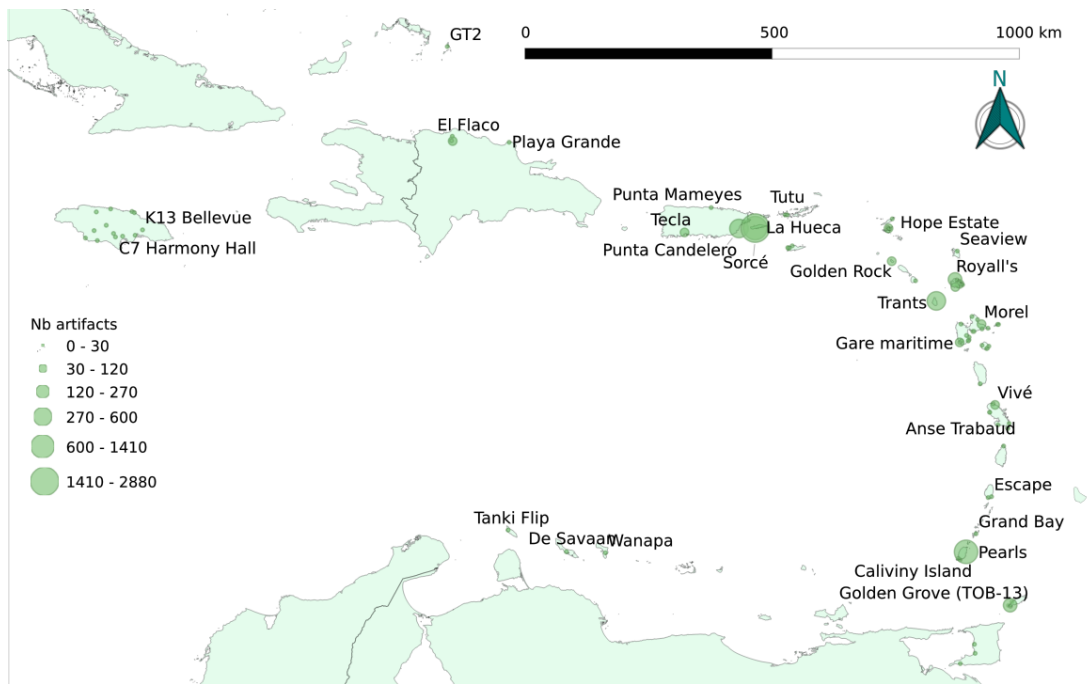 GT2
0 500 1000 km
N
El Flaco
Playa Grande
Punta Mameyes
Tutu
K13 Bellevue
Tecla
La Hueca
Hope Estate
C7 Harmony Hall
Punta Candelero
Seaview
Sorcé
Golden Rock
Royall's
Trants
Morel
Nb artifacts
0 - 30
30 - 120
120 - 270
270 - 600
600 - 1410
1410 - 2880
Gare maritime
Vivé
Anse Trabaud
Escape
Tanki Flip
Grand Bay
De Savaan
Wanapa
Pearls
Caliviny Island
Golden Grove (TOB-13)